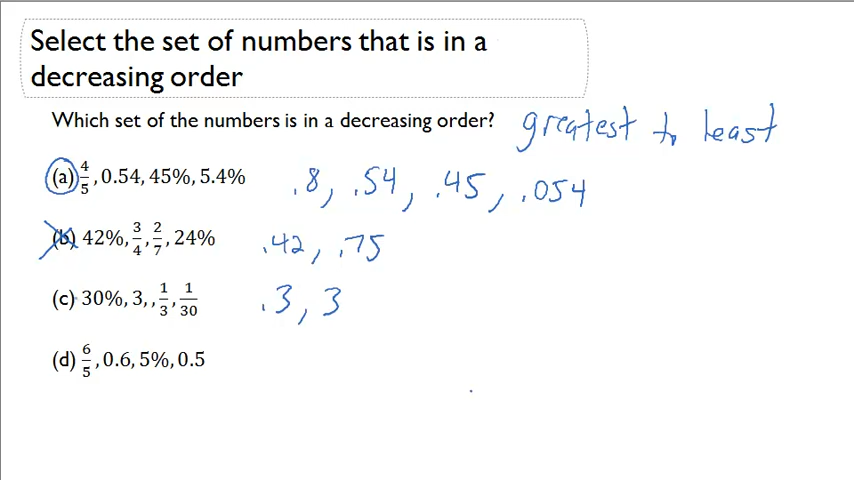 Select the set of numbers that is in a
decreasing order
Which set of the numbers is in a decreasing order? greatest to least
(a) 4/5, 0.54, 45%, 5.4% .8, .54, .45, .054
(b) 42%, 3/4, 2/7, 24% .42, .75
(c) 30%, 3, , 1/3, 1/30 .3, 3
(d) 6/5, 0.6, 5%, 0.5